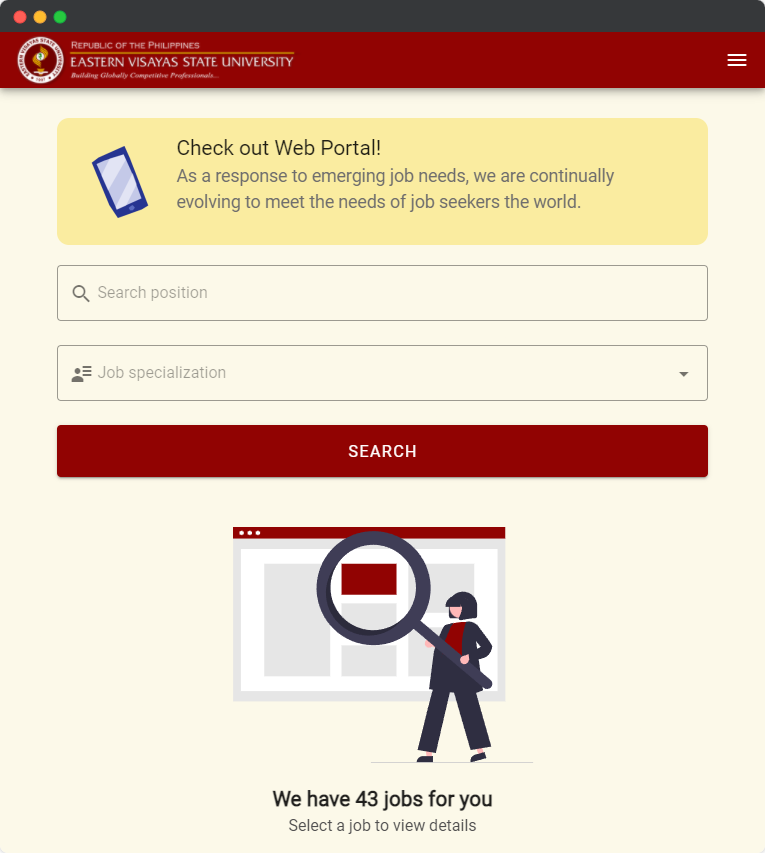 REPUBLIC OF THE PHILIPPINES
EASTERN VISAYAS STATE UNIVERSITY
Building Globally Competitive Professionals...
Check out Web Portal!
As a response to emerging job needs, we are continually
evolving to meet the needs of job seekers the world.
Search position
Job specialization
SEARCH
We have 43 jobs for you
Select a job to view details